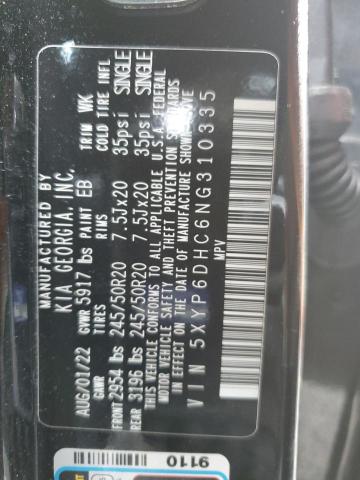 MANUFACTURED BY
KIA GEORGIA, INC.
AUG/01/22 GVWR 5917 lbs PAINT EB TRIM WK
GAWR TIRES RIMS COLD TIRE INFL
FRONT 2954 lbs 245/50R20 7.5Jx20 35psi SINGLE
REAR 3196 lbs 245/50R20 7.5Jx20 35psi SINGLE
THIS VEHICLE CONFORMS TO ALL APPLICABLE U.S.A. FEDERAL
MOTOR VEHICLE SAFETY AND THEFT PREVENTION STANDARDS
IN EFFECT ON THE DATE OF MANUFACTURE SHOWN ABOVE
VIN 5XYP6DHC6NG310335
MPV
9110